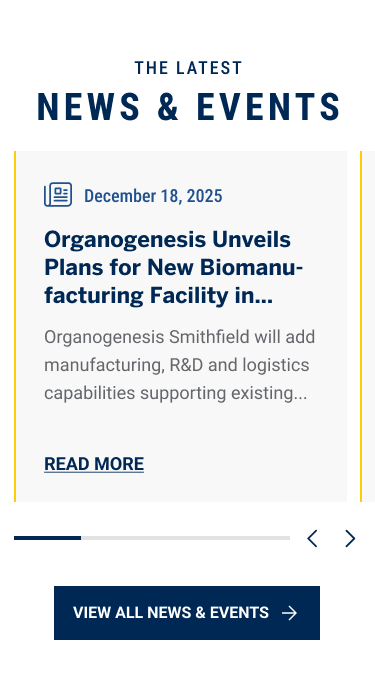 THE LATEST
NEWS & EVENTS
December 18, 2025
Organogenesis Unveils
Plans for New Biomanu-
facturing Facility in...
Organogenesis Smithfield will add
manufacturing, R&D and logistics
capabilities supporting existing...
READ MORE
VIEW ALL NEWS & EVENTS